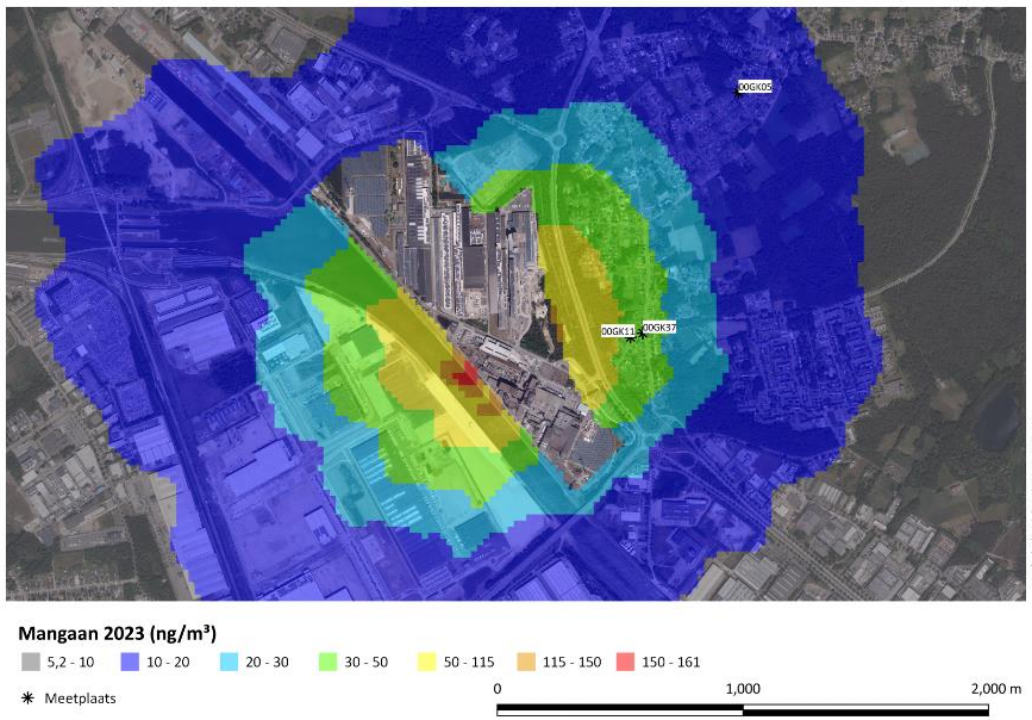 00GK05
00GK11 00GK37
Mangaan 2023 (ng/m³)
5,2 - 10 10 - 20 20 - 30 30 - 50 50 - 115 115 - 150 150 - 161
Meetplaats
0 1,000 2,000 m